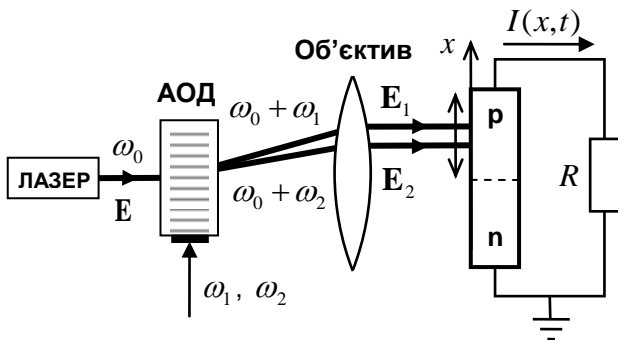 I(x,t)
x
Об’єктив
АОД
ω₀ + ω₁
E₁
p
ω₀
ЛАЗЕР
E
ω₀ + ω₂
E₂
R
n
ω₁ , ω₂